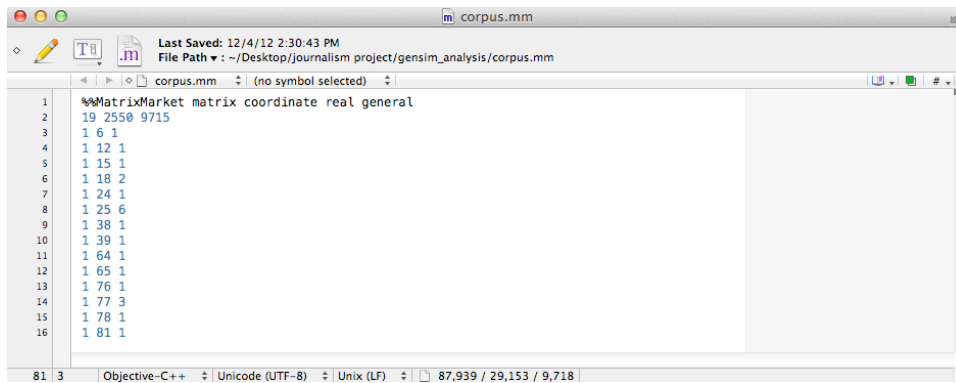 corpus.mm
Last Saved: 12/4/12 2:30:43 PM
File Path ▾ : ~/Desktop/journalism project/gensim_analysis/corpus.mm
T
.m
corpus.mm (no symbol selected) #
1 %%MatrixMarket matrix coordinate real general
2 19 2550 9715
3 1 6 1
4 1 12 1
5 1 15 1
6 1 18 2
7 1 24 1
8 1 25 6
9 1 38 1
10 1 39 1
11 1 64 1
12 1 65 1
13 1 76 1
14 1 77 3
15 1 78 1
16 1 81 1
81 3 Objective-C++ Unicode (UTF-8) Unix (LF) 87,939 / 29,153 / 9,718